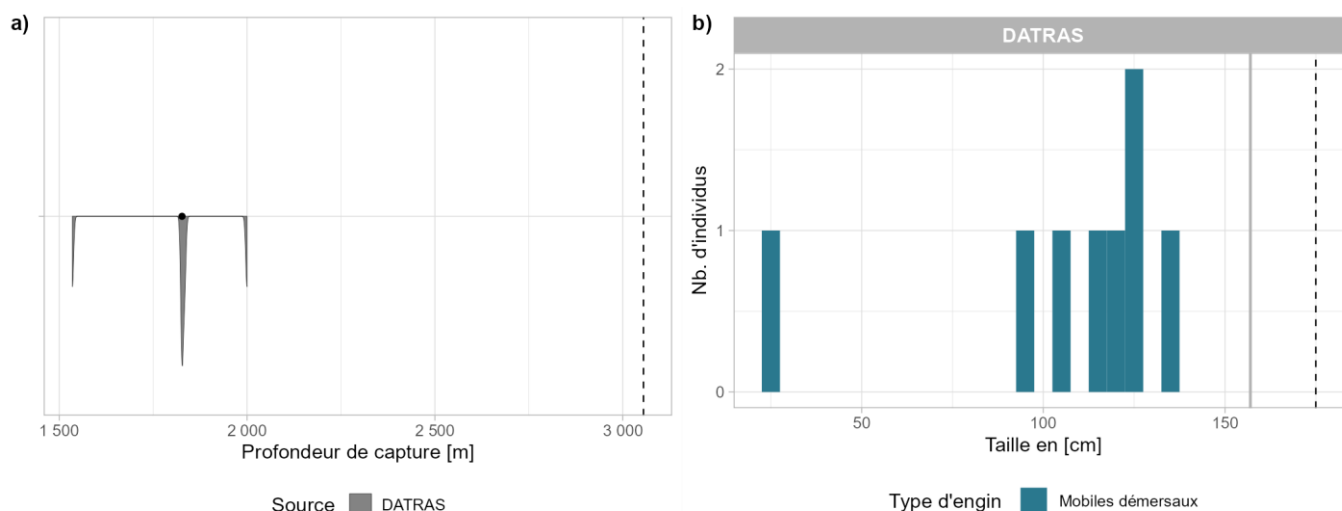 a)
1 500
2 000
2 500
3 000
Profondeur de capture [m]
Source
DATRAS
b)
DATRAS
Nb. d'individus
2
1
0
50
100
150
Taille en [cm]
Type d'engin
Mobiles démersaux